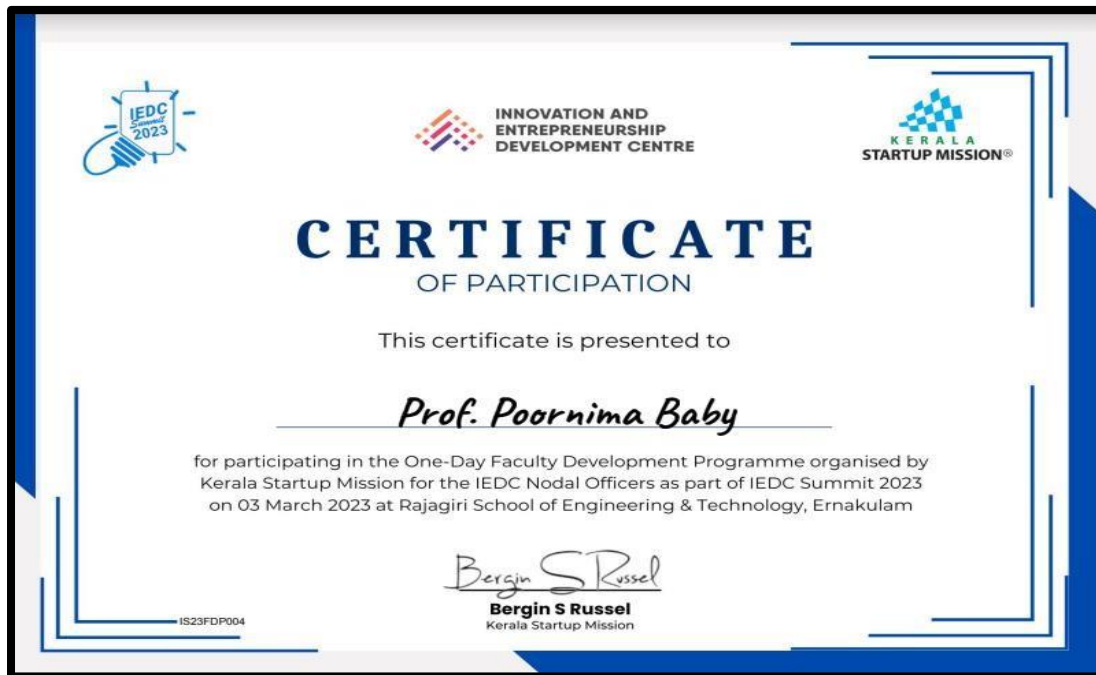 IEDC
Summit
2023
INNOVATION AND
ENTREPRENEURSHIP
DEVELOPMENT CENTRE
KERALA
STARTUP MISSION®
CERTIFICATE
OF PARTICIPATION
This certificate is presented to
Prof. Poornima Baby
for participating in the One-Day Faculty Development Programme organised by
Kerala Startup Mission for the IEDC Nodal Officers as part of IEDC Summit 2023
on 03 March 2023 at Rajagiri School of Engineering & Technology, Ernakulam
Bergin S Russel
Bergin S Russel
Kerala Startup Mission
IS23FDP004